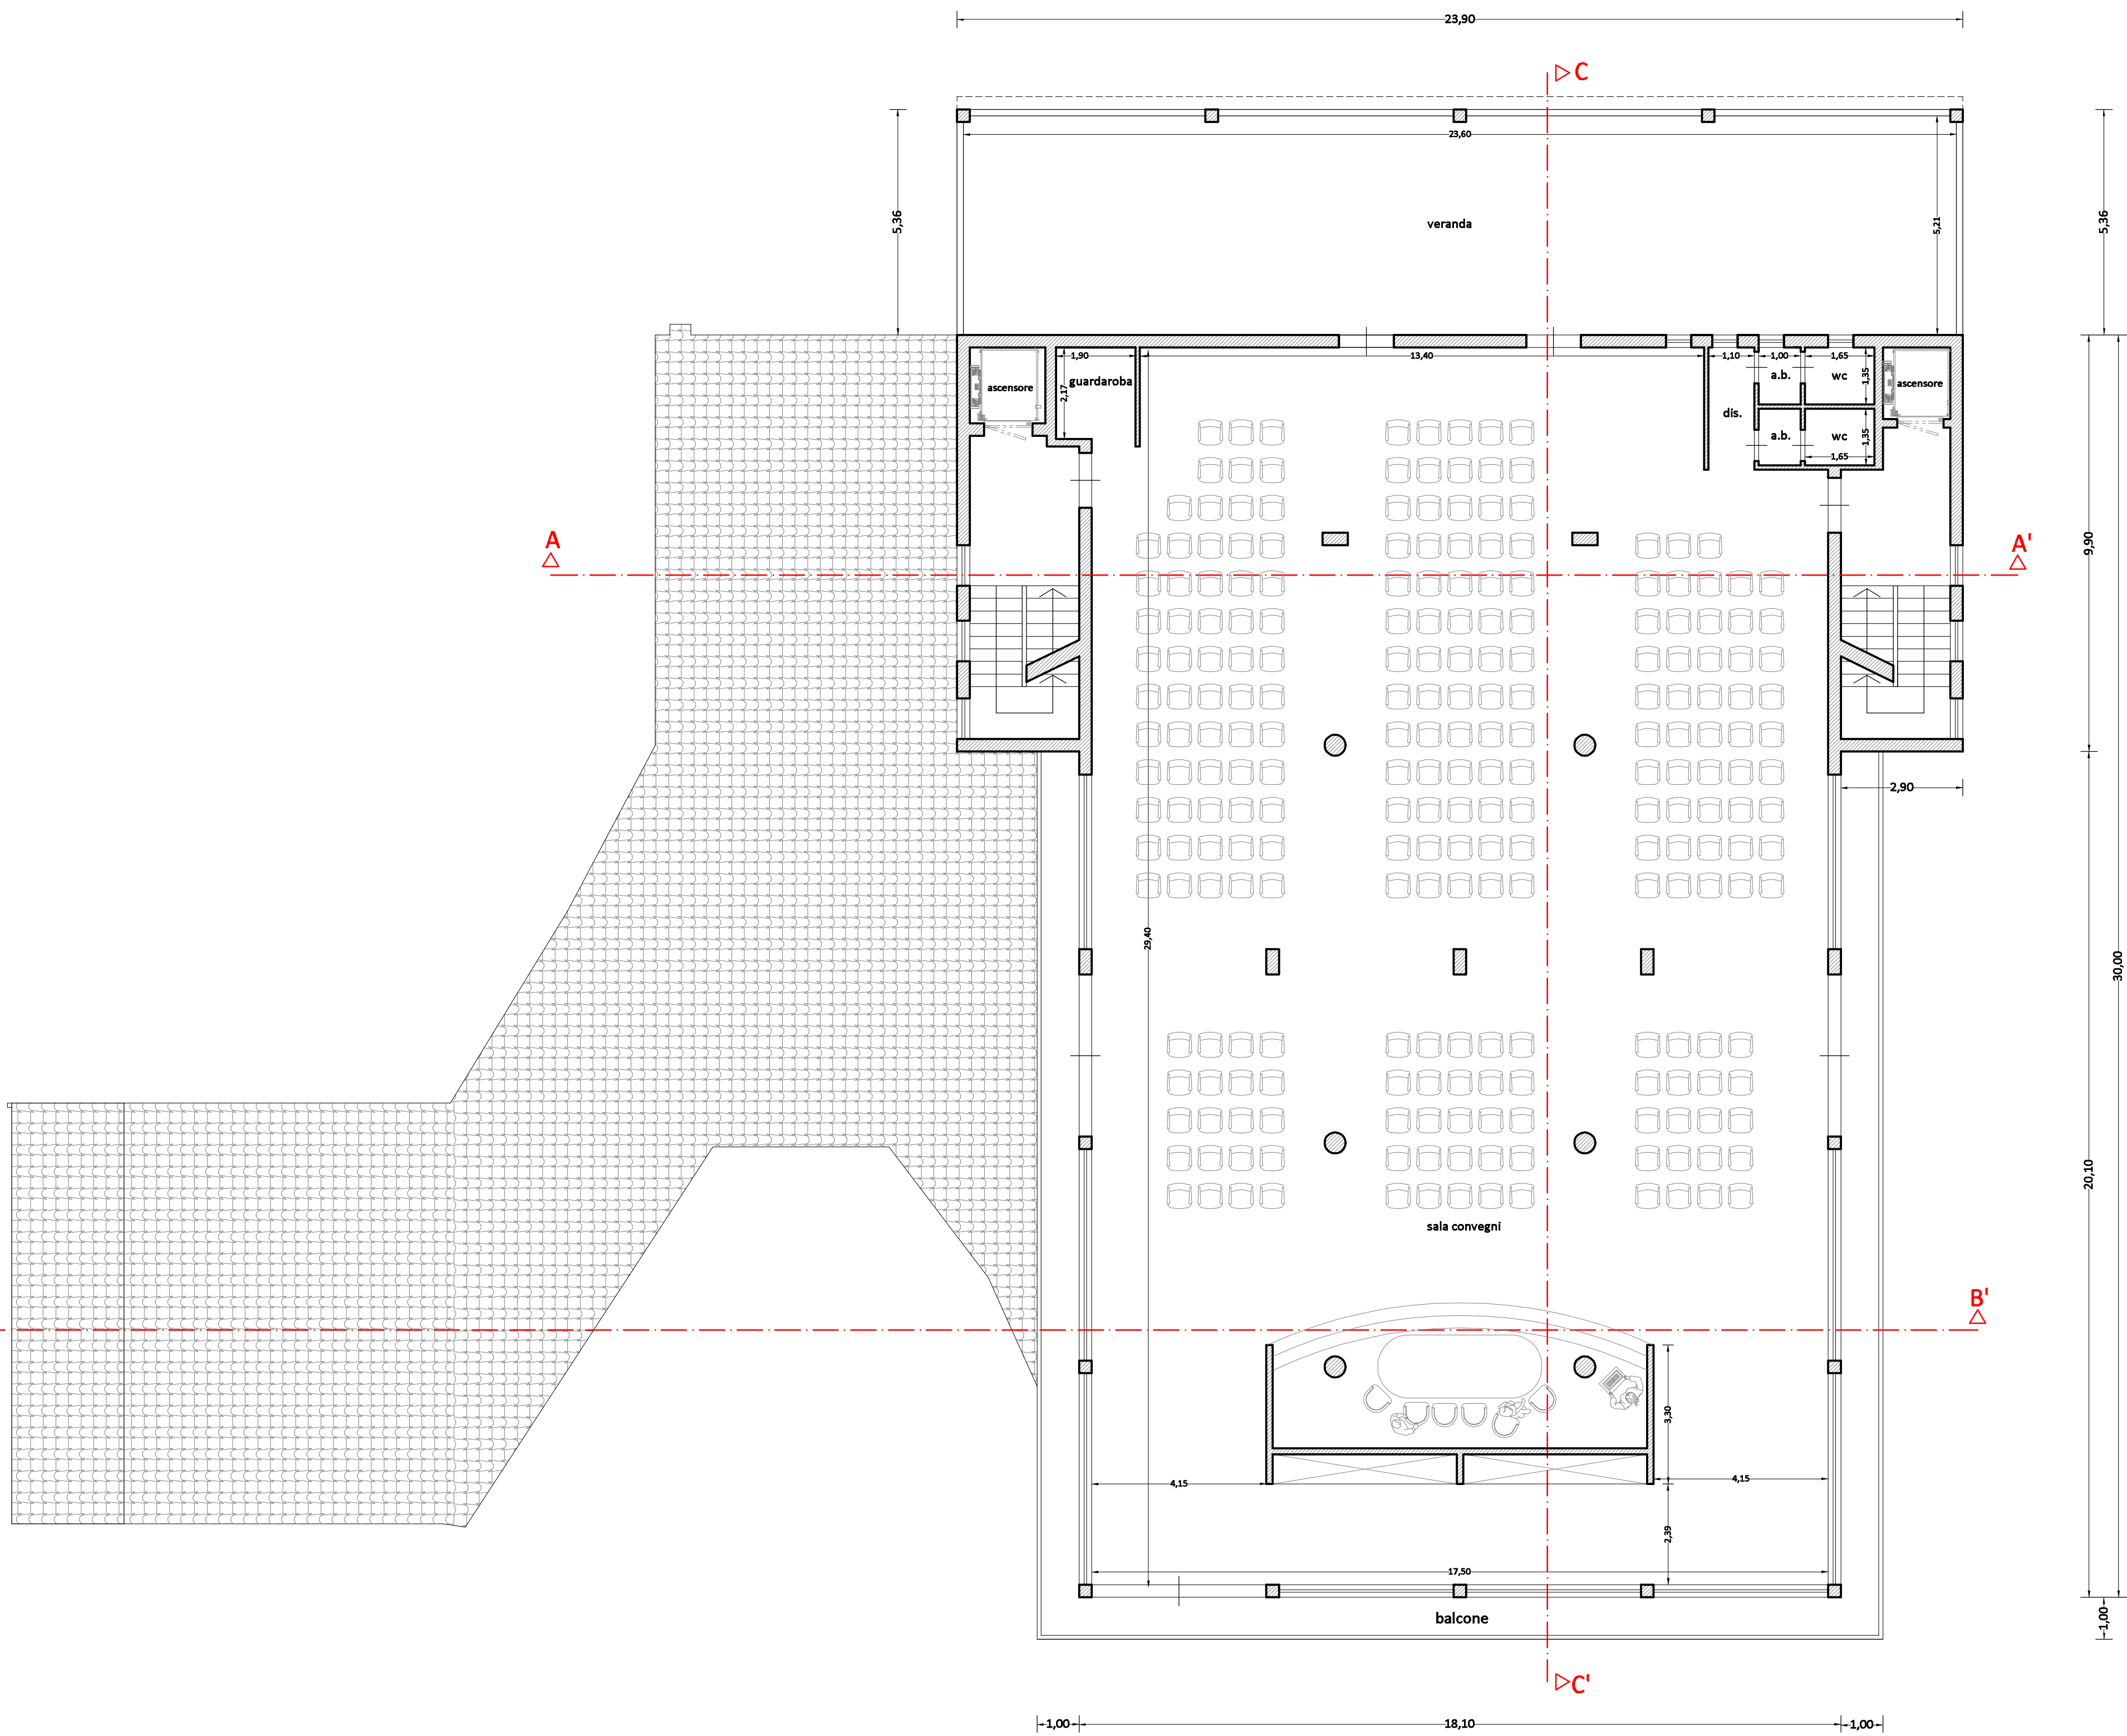 23,90
C
23,60
5,36
veranda
5,21
5,36
1,90
13,40
1,10
1,00
1,65
ascensore
guardaroba
2,17
a.b.
wc
1,35
ascensore
dis.
a.b.
wc
1,35
1,65
A
A'
9,90
2,90
29,40
30,00
20,10
sala convegni
B'
3,30
4,15
4,15
2,39
17,50
balcone
1,00
C'
1,00
18,10
1,00